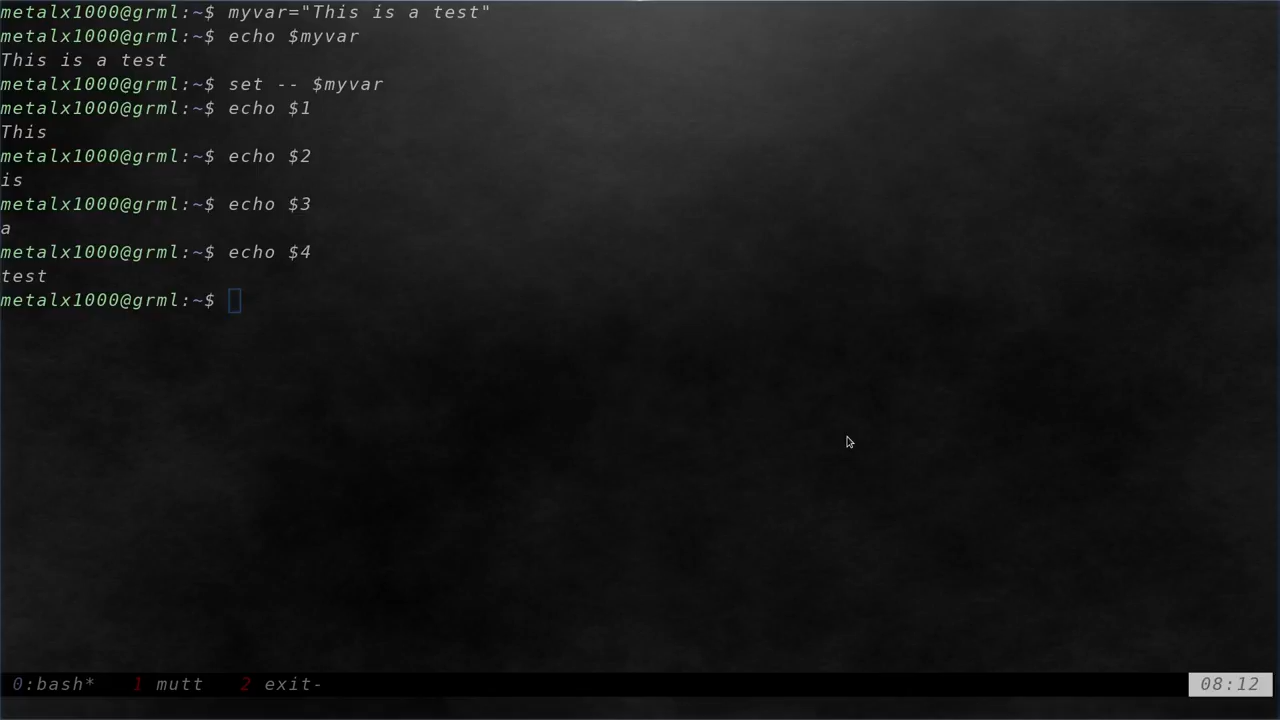 metalx1000@grml:~$ myvar="This is a test"
metalx1000@grml:~$ echo $myvar
This is a test
metalx1000@grml:~$ set -- $myvar
metalx1000@grml:~$ echo $1
This
metalx1000@grml:~$ echo $2
is
metalx1000@grml:~$ echo $3
a
metalx1000@grml:~$ echo $4
test
metalx1000@grml:~$
0:bash* 1 mutt 2 exit- 08:12